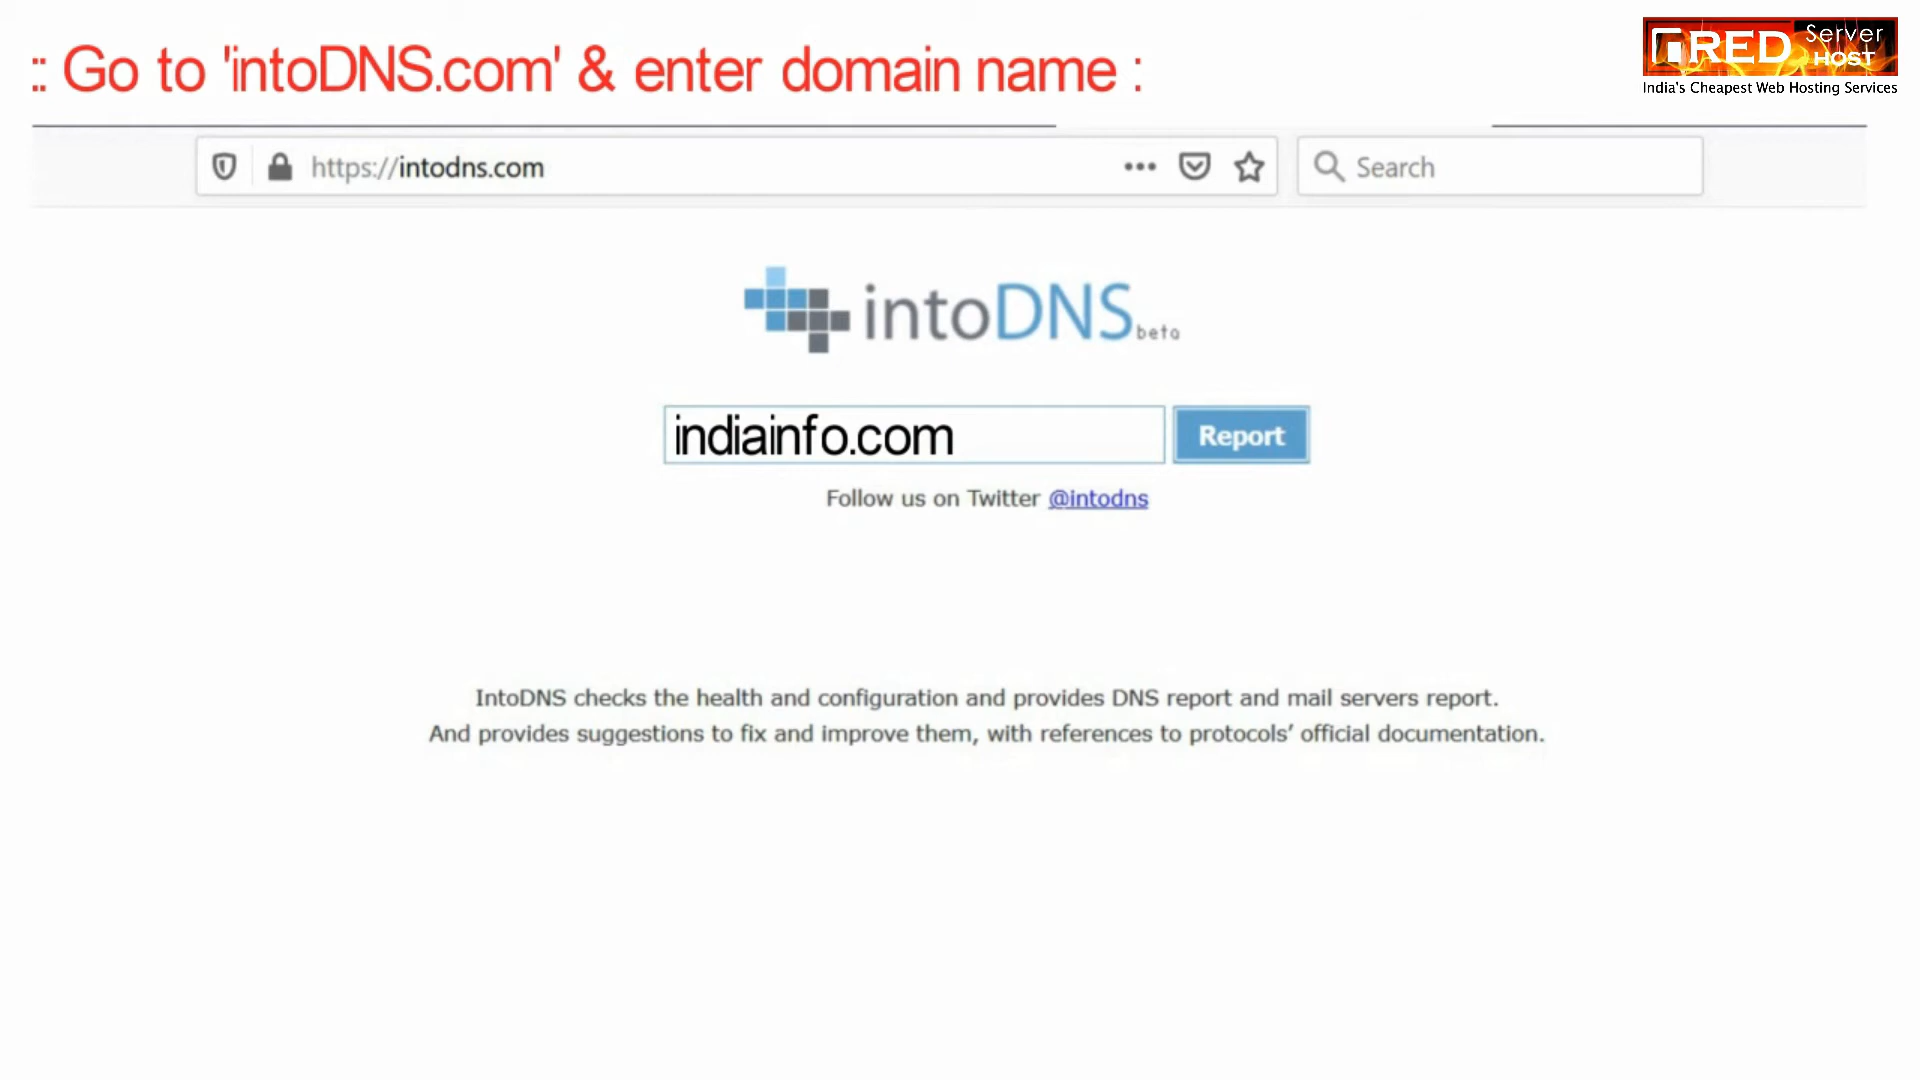 :: Go to 'intoDNS.com' & enter domain name :
RED Server
HOST
India's Cheapest Web Hosting Services
https://intodns.com
Search
intoDNS beta
indiainfo.com
Report
Follow us on Twitter @intodns
IntoDNS checks the health and configuration and provides DNS report and mail servers report.
And provides suggestions to fix and improve them, with references to protocols’ official documentation.